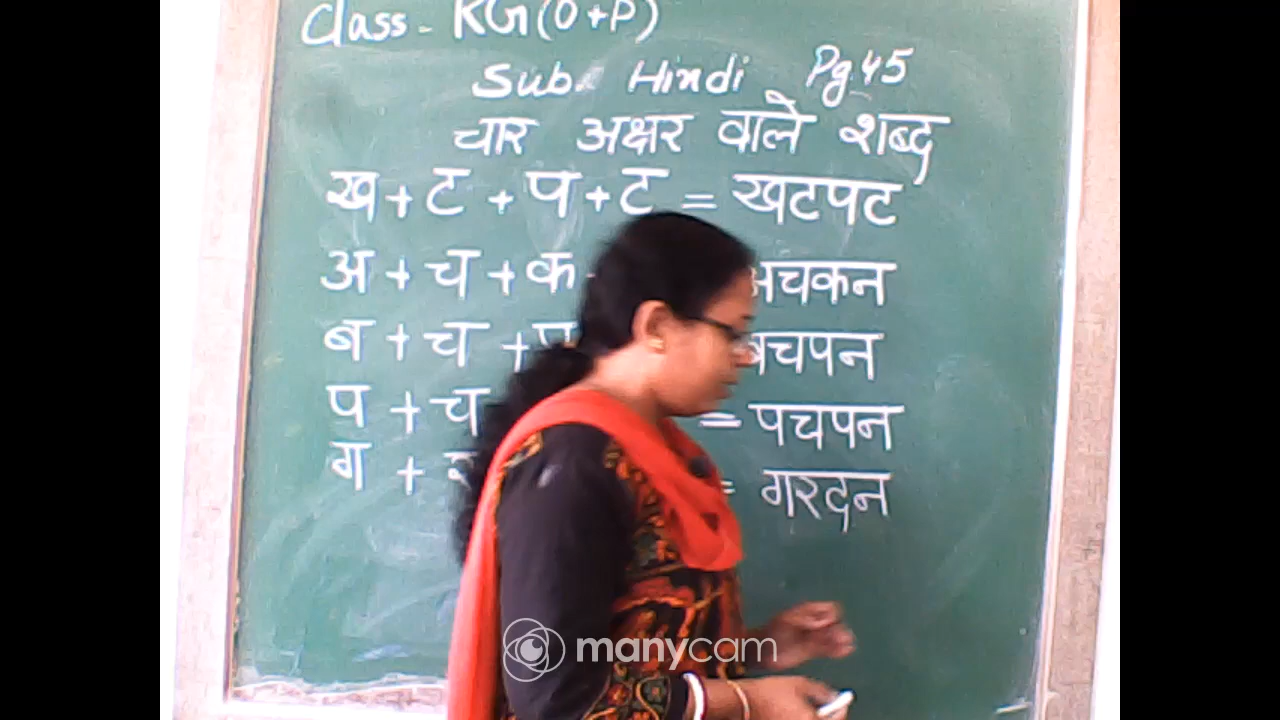 Class - KG (O+P)
Sub. Hindi Pg. 45
चार अक्षर वाले शब्द
ख + ट + प + ट = खटपट
अ + च + क अचकन
ब + च + प बचपन
प + च = पचपन
ग + र = गरदन
manycam